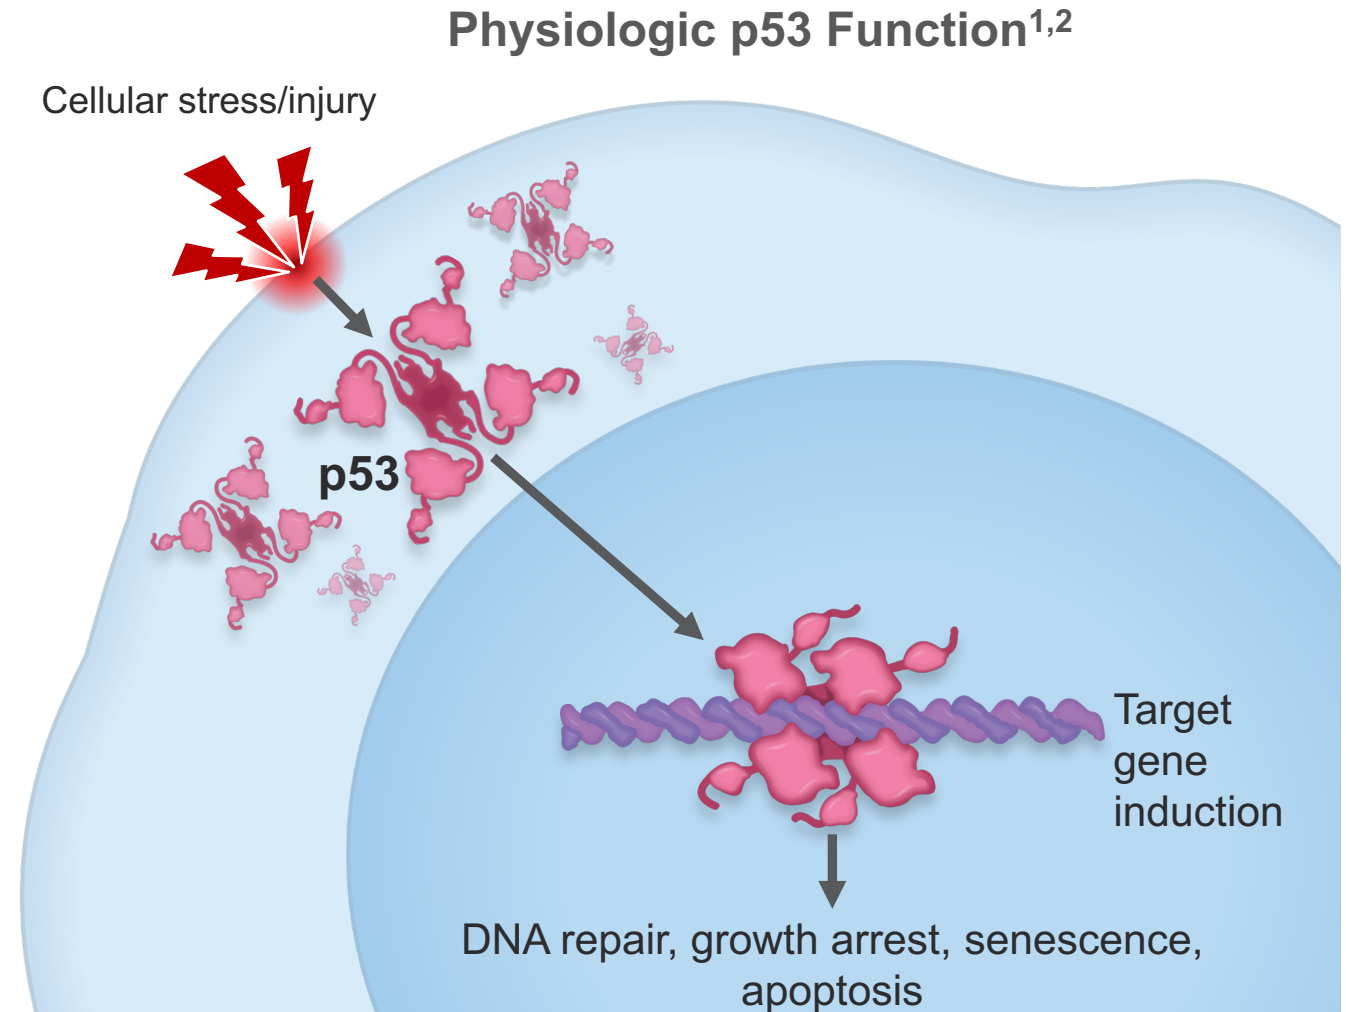 Physiologic p53 Function1,2
Cellular stress/injury
p53
Target
gene
induction
DNA repair, growth arrest, senescence,
apoptosis